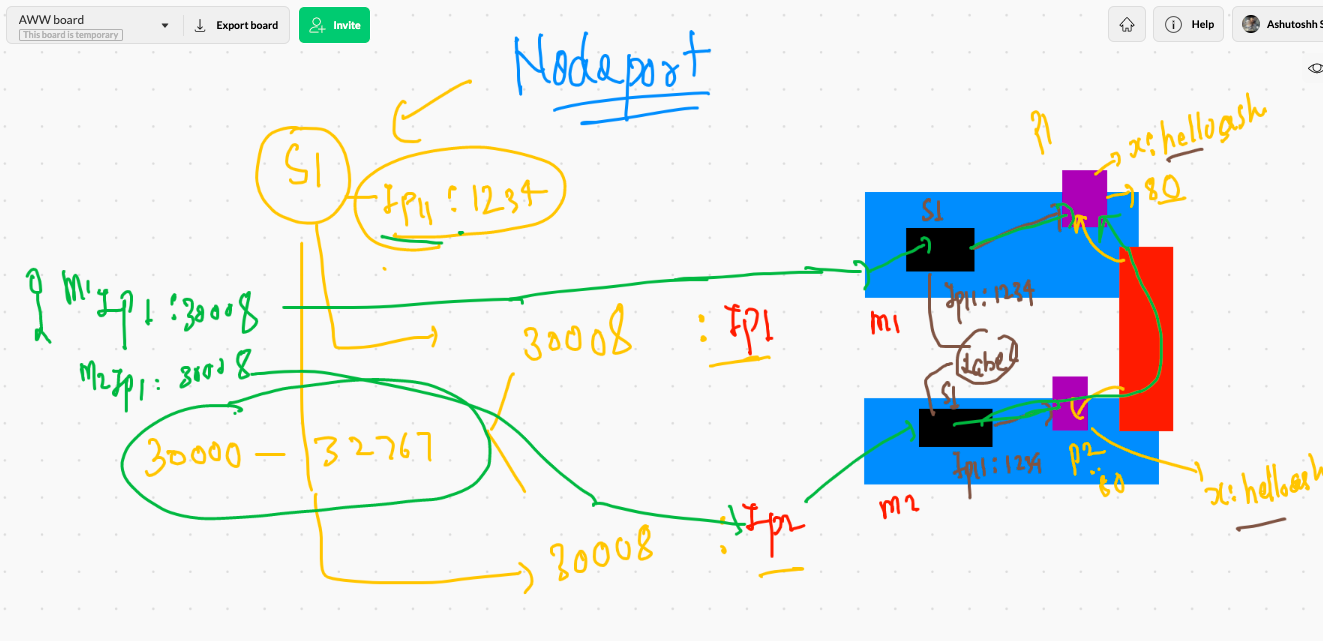 AWW board
This board is temporary
Export board
Invite
Help
Ashutoshh S
Nodeport
S1
Ip11 : 1234
P1
x: helloash
80
S1
M1 Ip1 : 30008
30008 : Ip1
Ip11 : 1234
M1
M2 Ip1 : 30008
Label
S1
30000 — 32767
Ip11 : 1234
P2
: 80
x: helloash
M2
30008 : Ip2